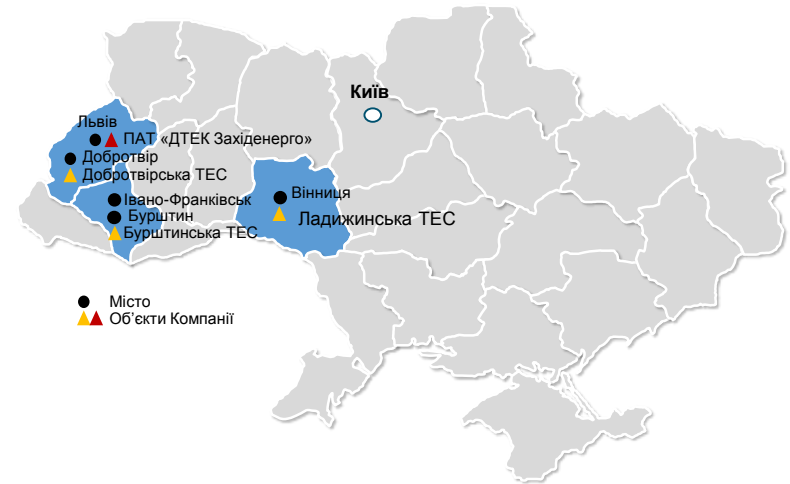 Київ
Львів
ПАТ «ДТЕК Західенерго»
Добротвір
Добротвірська ТЕС
Івано-Франківськ
Бурштин
Бурштинська ТЕС
Вінниця
Ладижинська ТЕС
Місто
Об’єкти Компанії